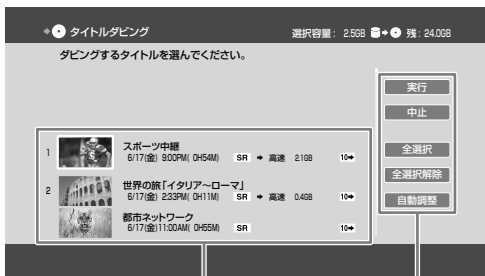 タイトルダビング 選択容量: 2.5GB 残: 24.0GB
ダビングするタイトルを選んでください。
実行
中止
全選択
全選択解除
自動調整
1 スポーツ中継
6/17(金) 9:00PM( 0H54M) SR 高速 2.1GB 10
2 世界の旅「イタリア～ローマ」
6/17(金) 2:33PM( 0H11M) SR 高速 0.4GB 10
都市ネットワーク
6/17(金)11:00AM( 0H55M) SR 10